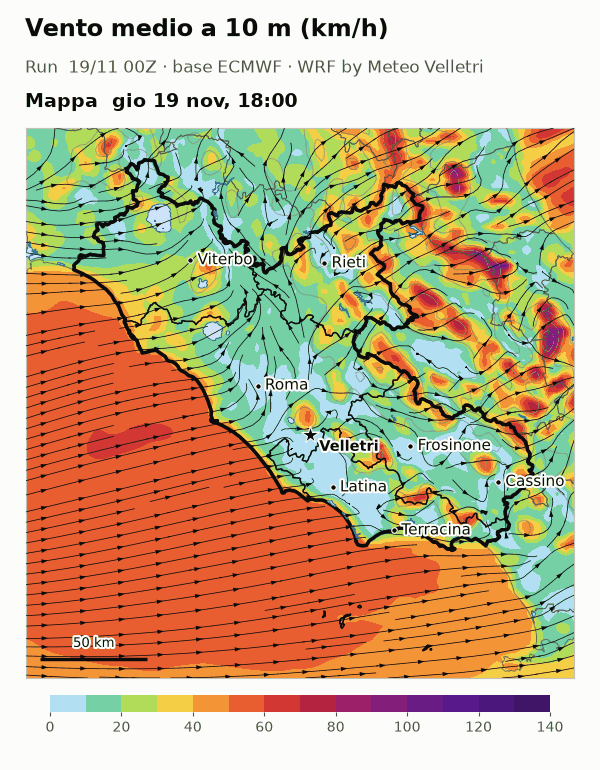 Vento medio a 10 m (km/h)
Run 19/11 00Z · base ECMWF · WRF by Meteo Velletri
Mappa gio 19 nov, 18:00
Viterbo
Rieti
Roma
Velletri
Frosinone
Latina
Cassino
Terracina
50 km
0 20 40 60 80 100 120 140